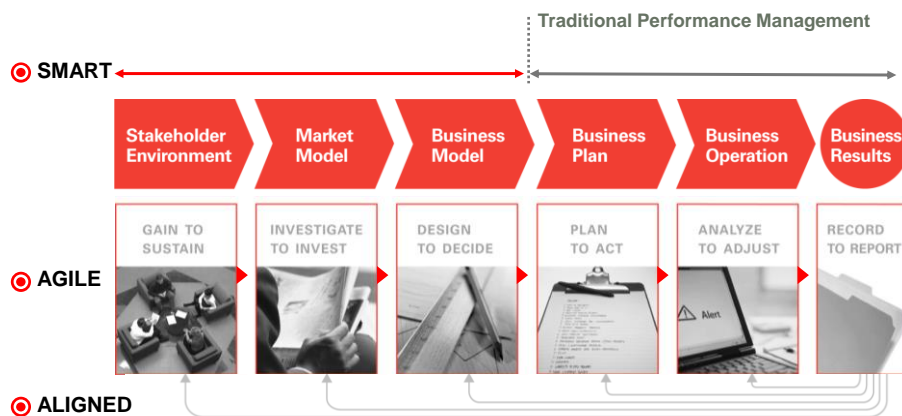 Traditional Performance Management
SMART
Stakeholder
Environment
Market
Model
Business
Model
Business
Plan
Business
Operation
Business
Results
GAIN TO
SUSTAIN
INVESTIGATE
TO INVEST
DESIGN
TO DECIDE
PLAN
TO ACT
ANALYZE
TO ADJUST
RECORD
TO REPORT
AGILE
Alert
ALIGNED